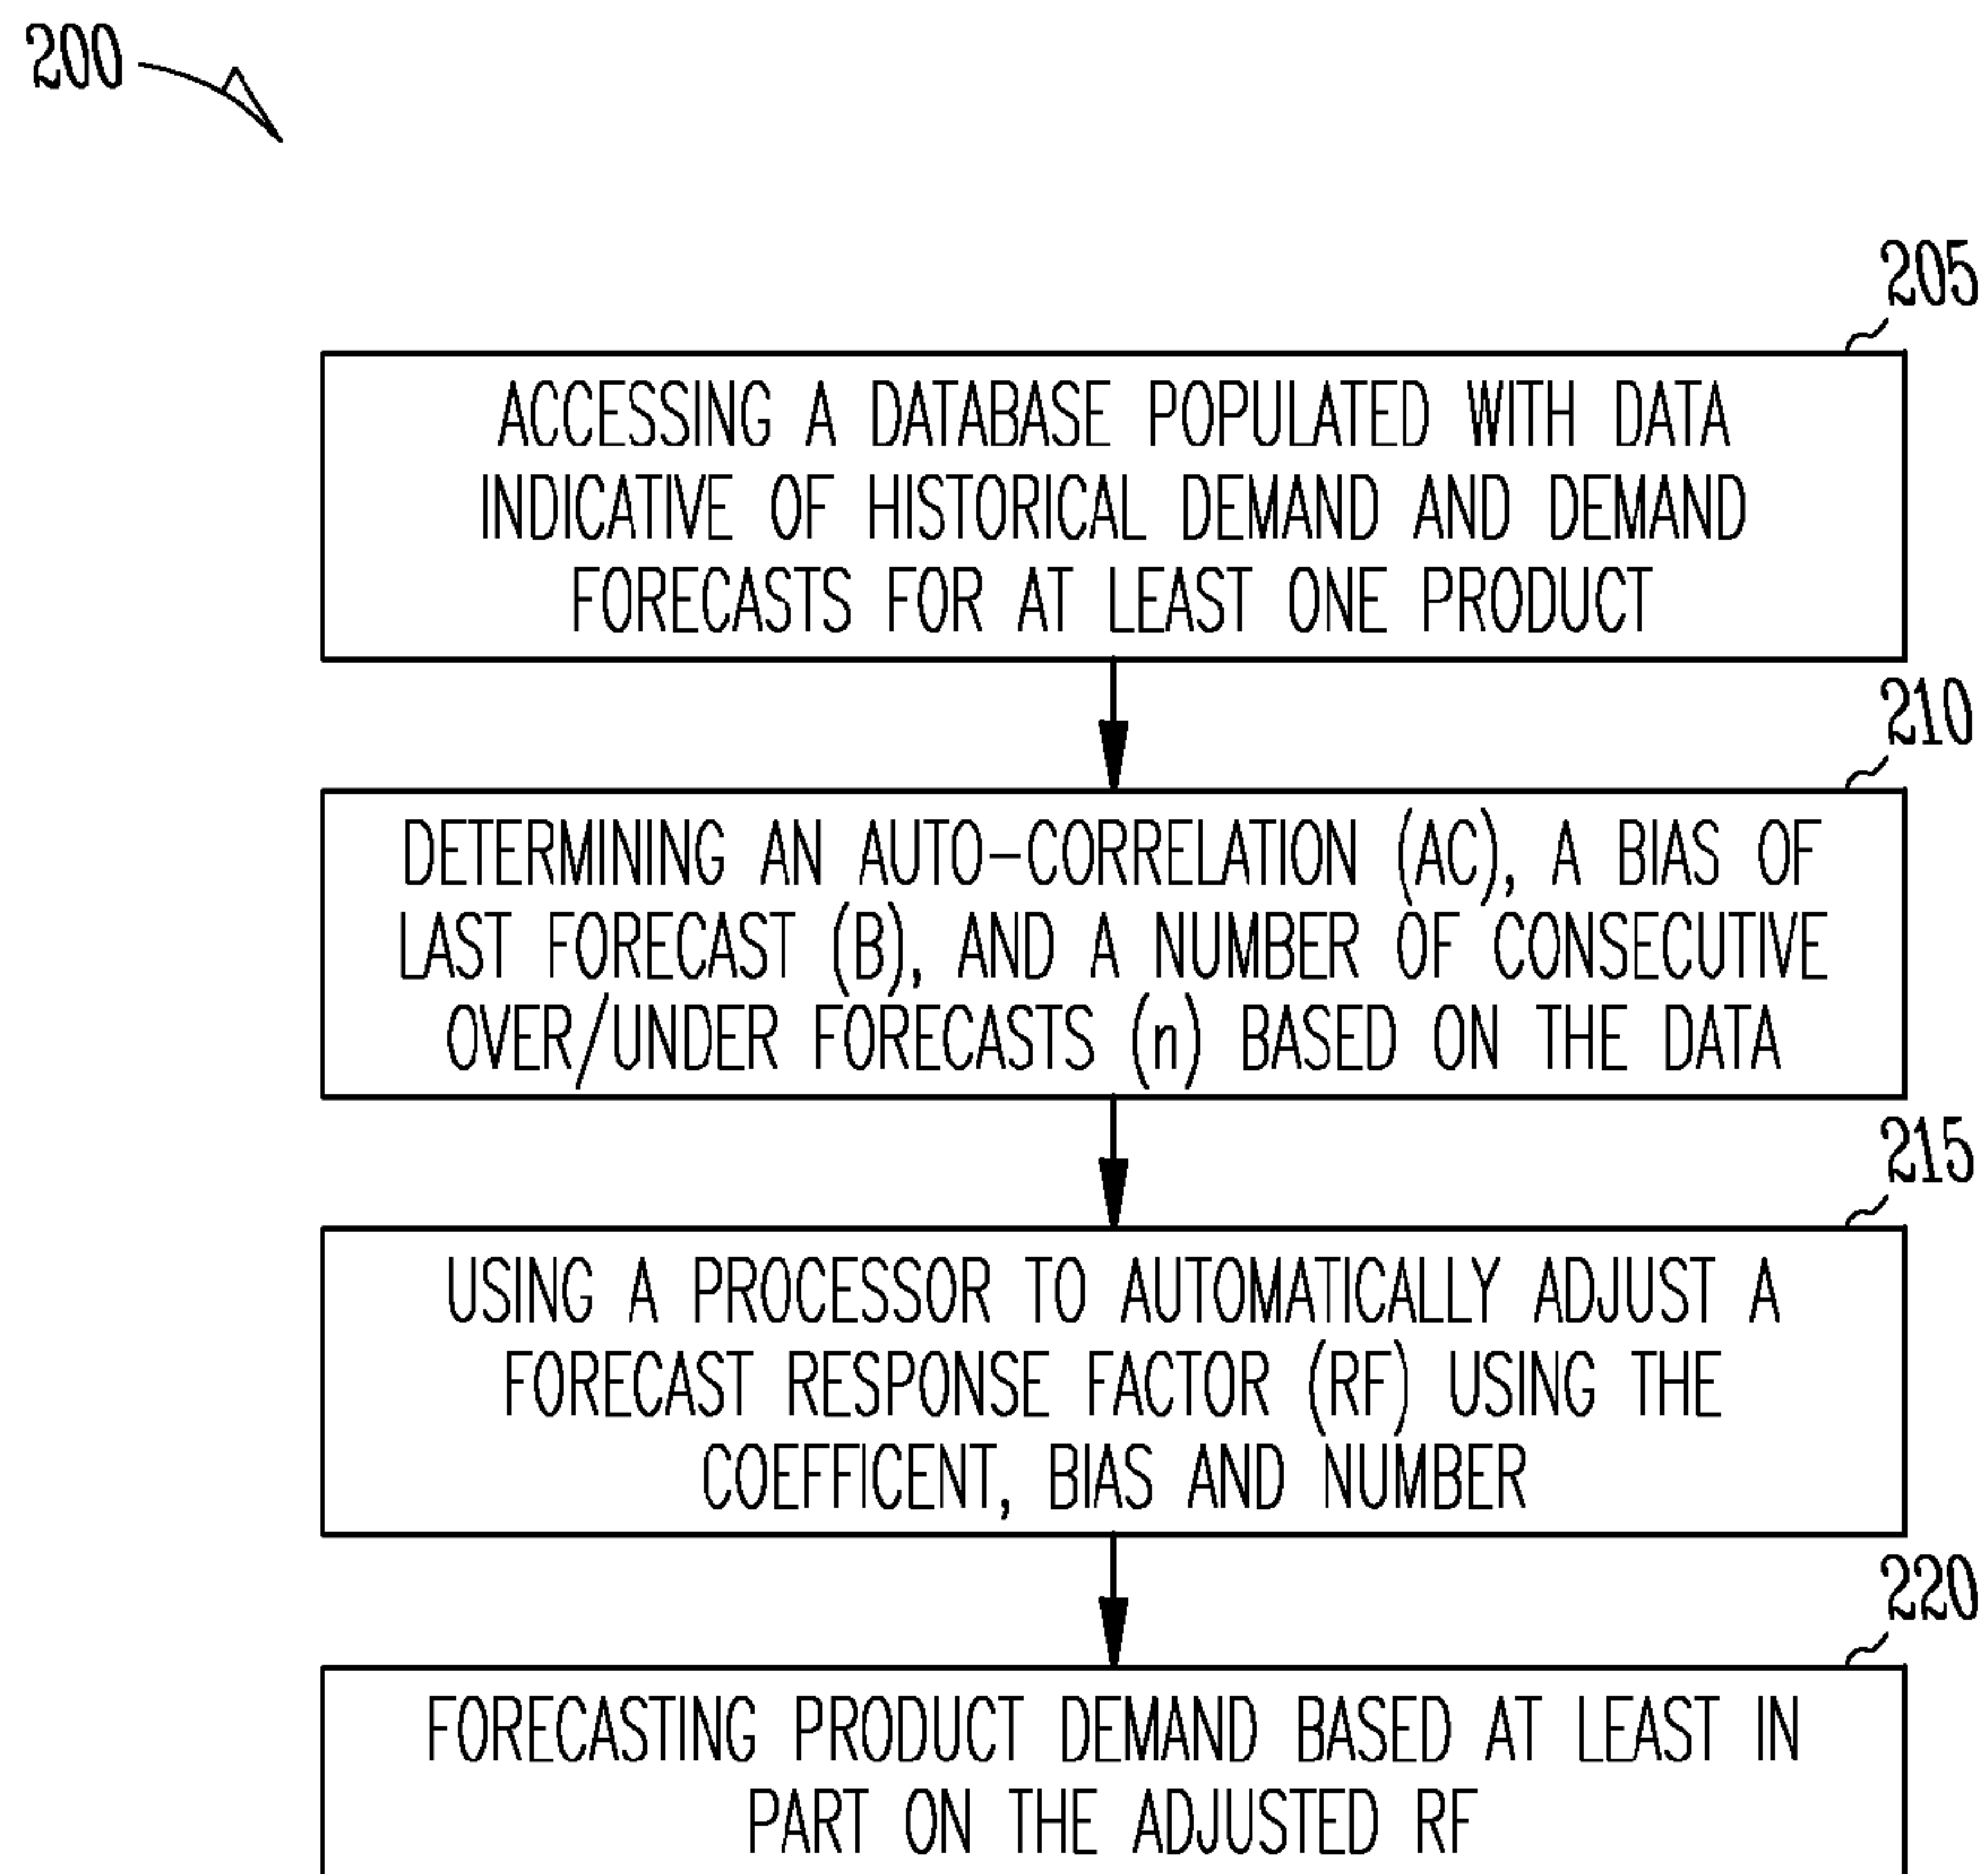 200
205
ACCESSING A DATABASE POPULATED WITH DATA
INDICATIVE OF HISTORICAL DEMAND AND DEMAND
FORECASTS FOR AT LEAST ONE PRODUCT
210
DETERMINING AN AUTO-CORRELATION (AC), A BIAS OF
LAST FORECAST (B), AND A NUMBER OF CONSECUTIVE
OVER/UNDER FORECASTS (n) BASED ON THE DATA
215
USING A PROCESSOR TO AUTOMATICALLY ADJUST A
FORECAST RESPONSE FACTOR (RF) USING THE
COEFFICENT, BIAS AND NUMBER
220
FORECASTING PRODUCT DEMAND BASED AT LEAST IN
PART ON THE ADJUSTED RF